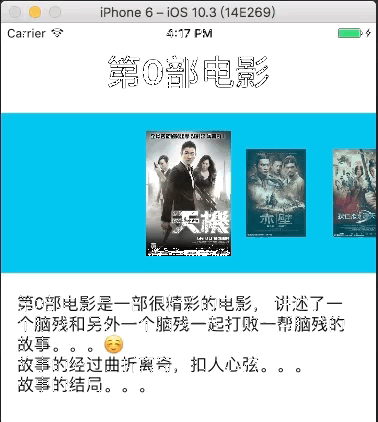 iPhone 6 – iOS 10.3 (14E269)
Carrier 4:17 PM
第0部电影
天機
赤壁
第0部电影是一部很精彩的电影， 讲述了一
个脑残和另外一个脑残一起打败一帮脑残的
故事。。。☺️
故事的经过曲折离奇，扣人心弦。。。
故事的结局。。。